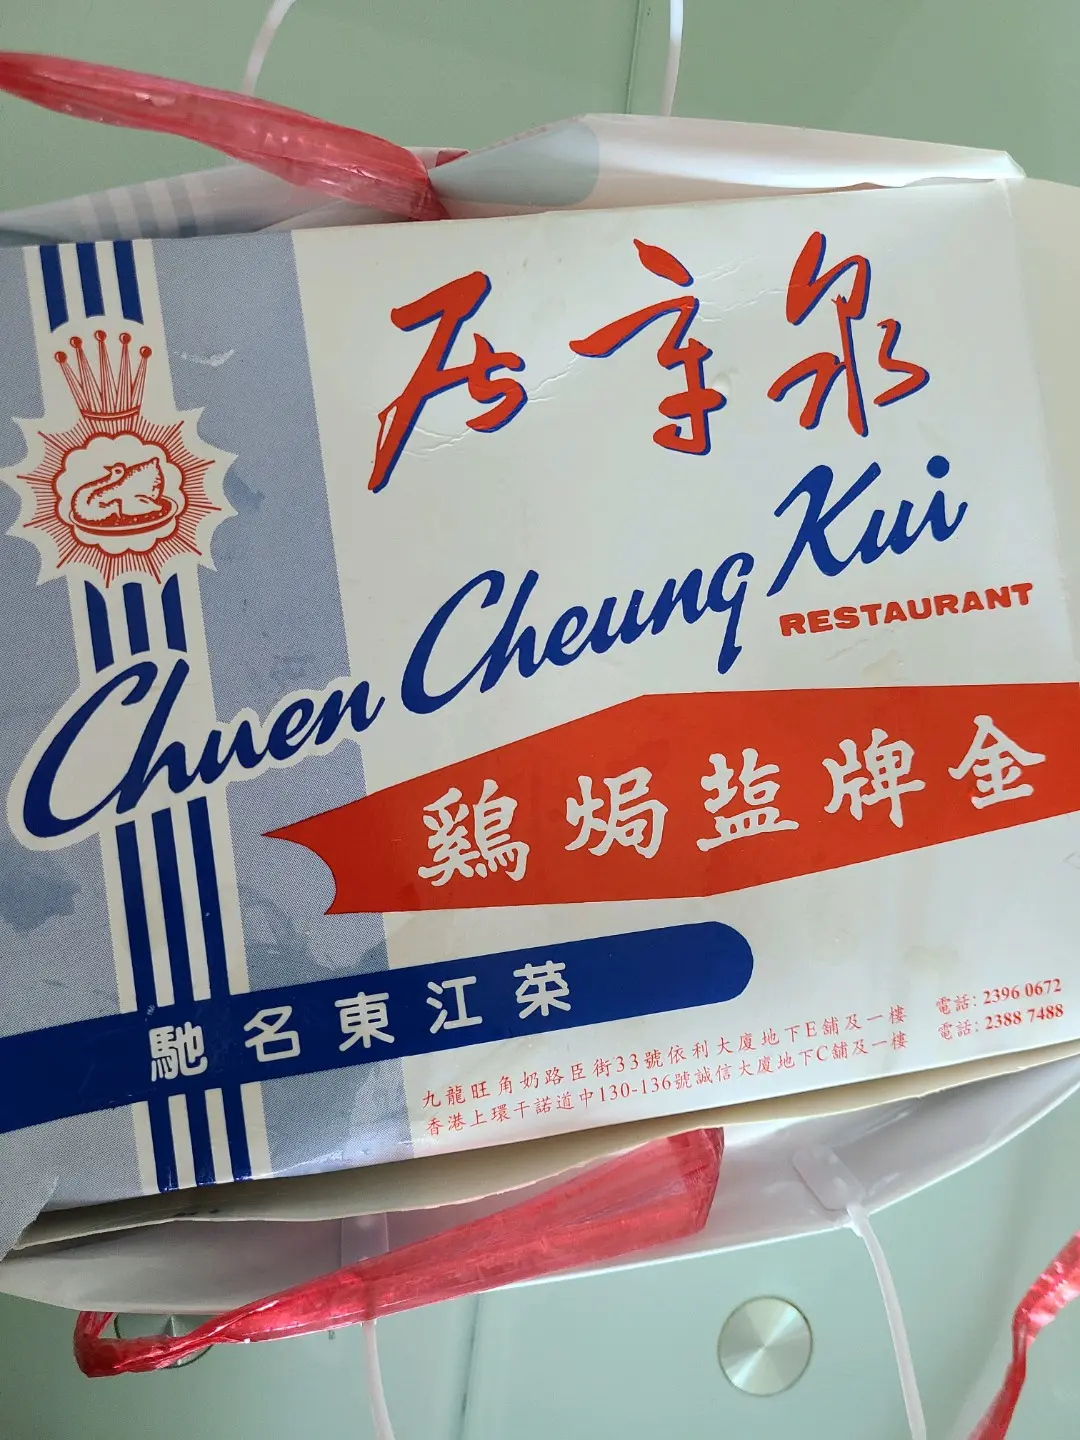 泉章居
Chuen Cheung Kui
RESTAURANT
金牌盐焗鷄
馳名東江菜
九龍旺角奶路臣街33號依利大廈地下E舖及一樓 電話: 2396 0672
香港上環干諾道中130-136號誠信大廈地下C舖及一樓 電話: 2388 7488